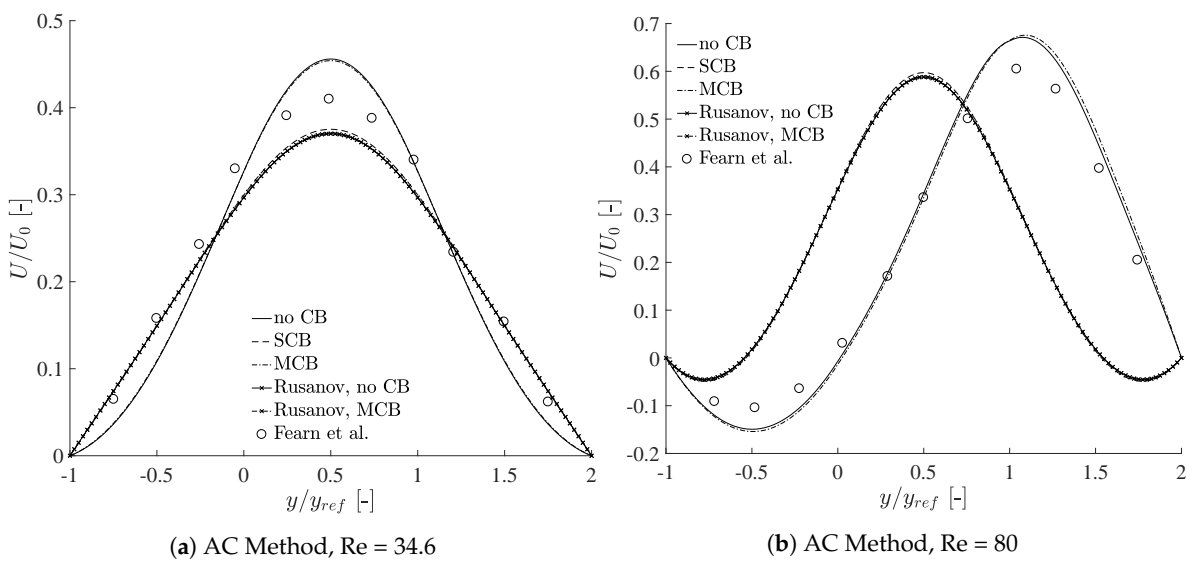 0.5
0.4
0.3
0.2
0.1
0
U/U0 [-]
no CB
SCB
MCB
Rusanov, no CB
Rusanov, MCB
Fearn et al.
-1 -0.5 0 0.5 1 1.5 2
y/yref [-]
(a) AC Method, Re = 34.6
0.7
0.6
0.5
0.4
0.3
0.2
0.1
0
-0.1
-0.2
U/U0 [-]
no CB
SCB
MCB
Rusanov, no CB
Rusanov, MCB
Fearn et al.
-1 -0.5 0 0.5 1 1.5 2
y/yref [-]
(b) AC Method, Re = 80